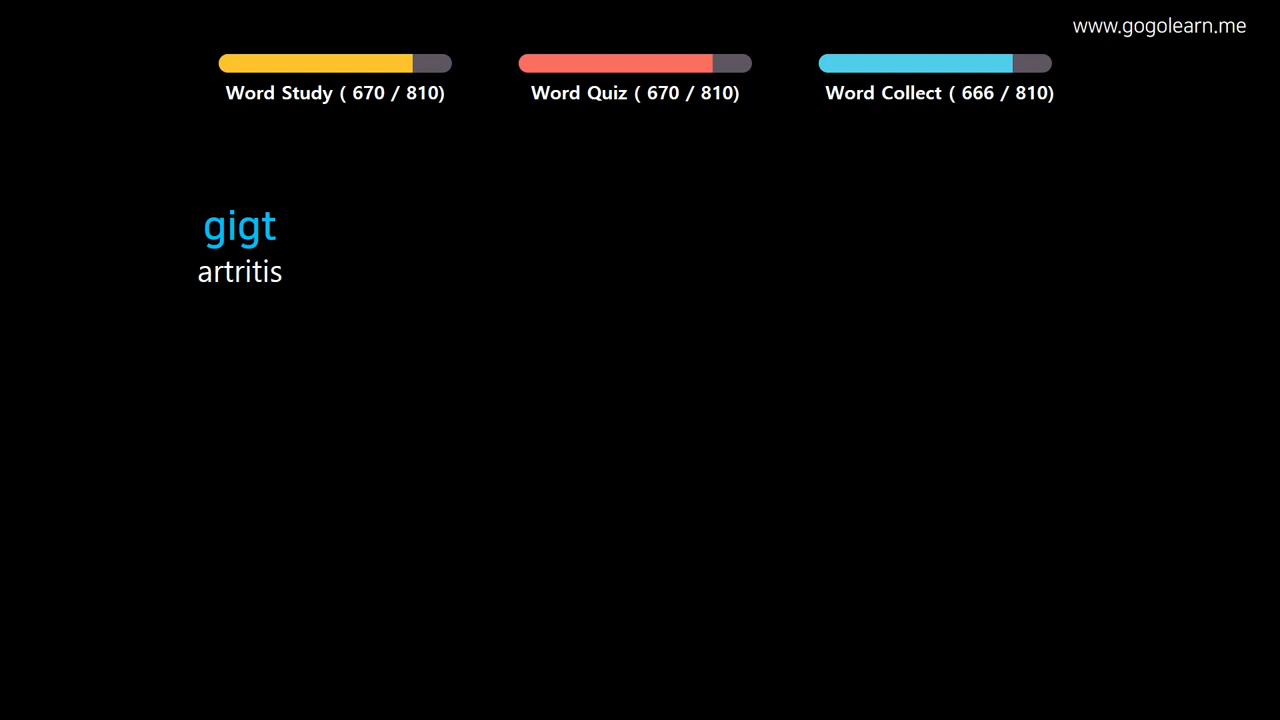 www.gogolearn.me
Word Study ( 670 / 810)
Word Quiz ( 670 / 810)
Word Collect ( 666 / 810)
gigt
artritis